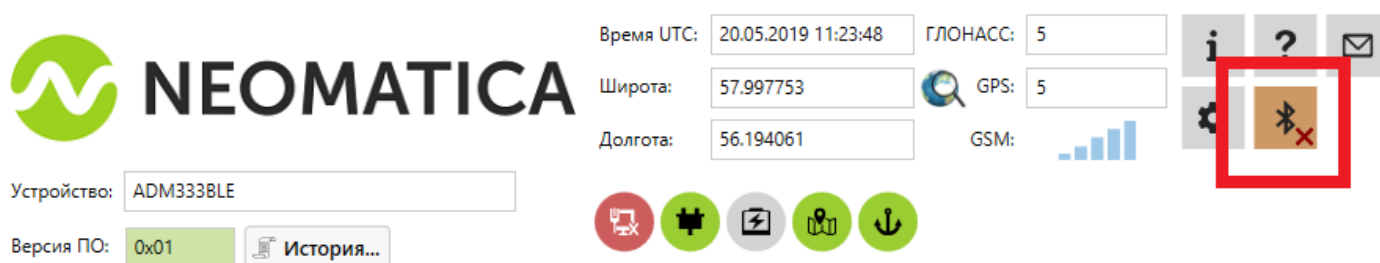 NEOMATICA
Время UTC: 20.05.2019 11:23:48 ГЛОНАСС: 5
Широта: 57.997753 GPS: 5
Долгота: 56.194061 GSM:
Устройство: ADM333BLE
Версия ПО: 0x01 История...